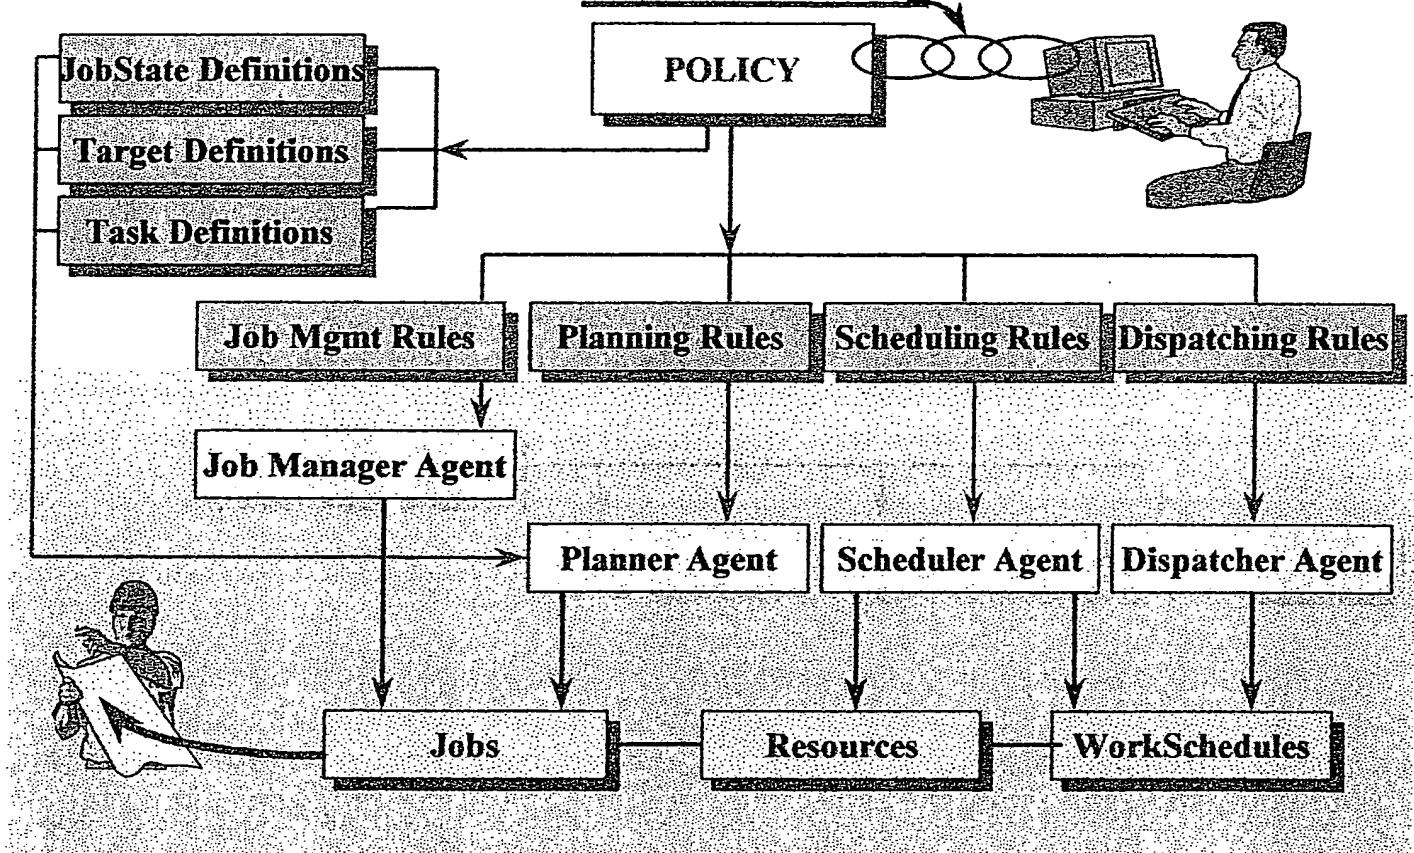 POLICY
JobState Definitions
Target Definitions
Task Definitions
Job Mgmt Rules
Planning Rules
Scheduling Rules
Dispatching Rules
Job Manager Agent
Planner Agent
Scheduler Agent
Dispatcher Agent
Jobs
Resources
WorkSchedules